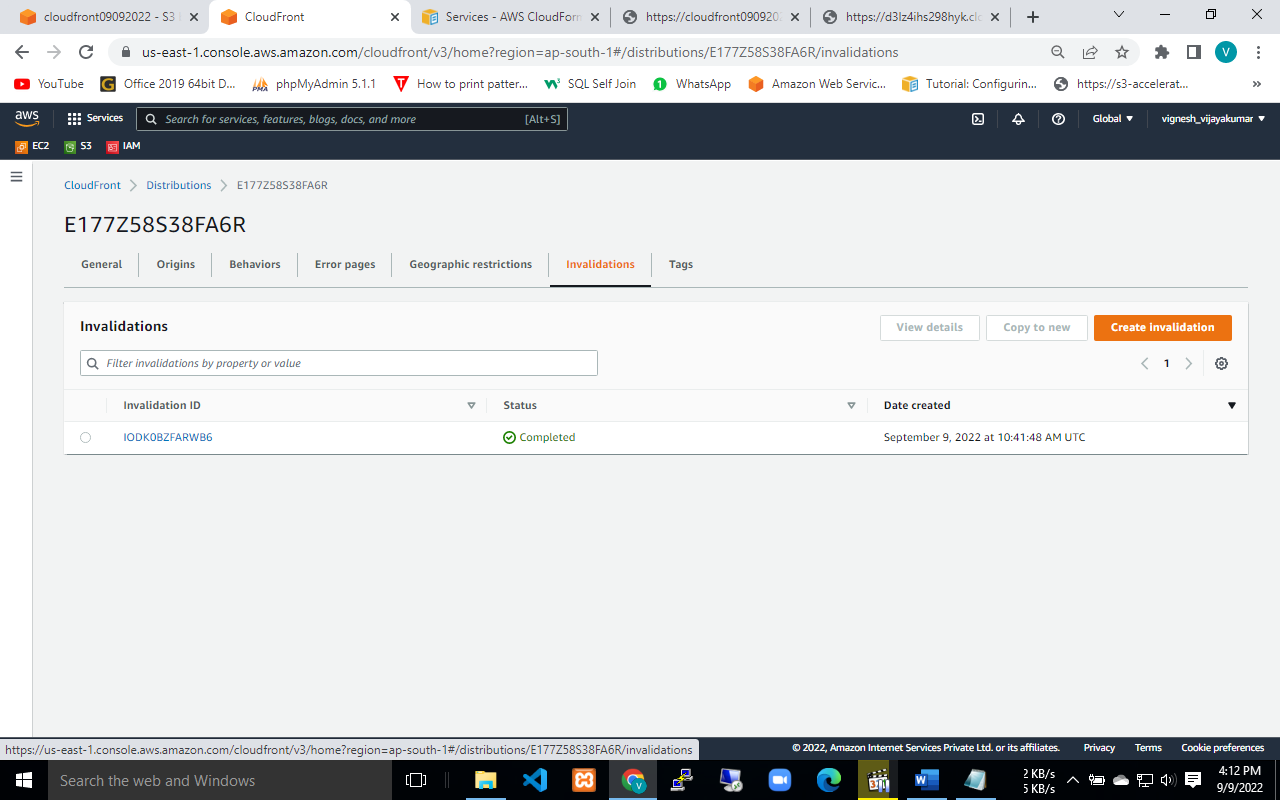 cloudfront09092022 - S3
CloudFront
Services - AWS CloudForm
https://cloudfront090920
https://d3lz4ihs298hyk.clo
us-east-1.console.aws.amazon.com/cloudfront/v3/home?region=ap-south-1#/distributions/E177Z58S38FA6R/invalidations
V
YouTube
Office 2019 64bit D...
phpMyAdmin 5.1.1
How to print patter...
SQL Self Join
WhatsApp
Amazon Web Servic...
Tutorial: Configurin...
https://s3-accelerat...
»
aws
Services
Search for services, features, blogs, docs, and more
[Alt+S]
Global
vignesh_vijayakumar
EC2
S3
IAM
CloudFront
Distributions
E177Z58S38FA6R
E177Z58S38FA6R
General
Origins
Behaviors
Error pages
Geographic restrictions
Invalidations
Tags
Invalidations
View details
Copy to new
Create invalidation
Filter invalidations by property or value
1
Invalidation ID
Status
Date created
IODK0BZFARWB6
Completed
September 9, 2022 at 10:41:48 AM UTC
https://us-east-1.console.aws.amazon.com/cloudfront/v3/home?region=ap-south-1#/distributions/E177Z58S38FA6R/invalidations
© 2022, Amazon Internet Services Private Ltd. or its affiliates.
Privacy
Terms
Cookie preferences
Search the web and Windows
2 KB/s
5 KB/s
4:12 PM
9/9/2022